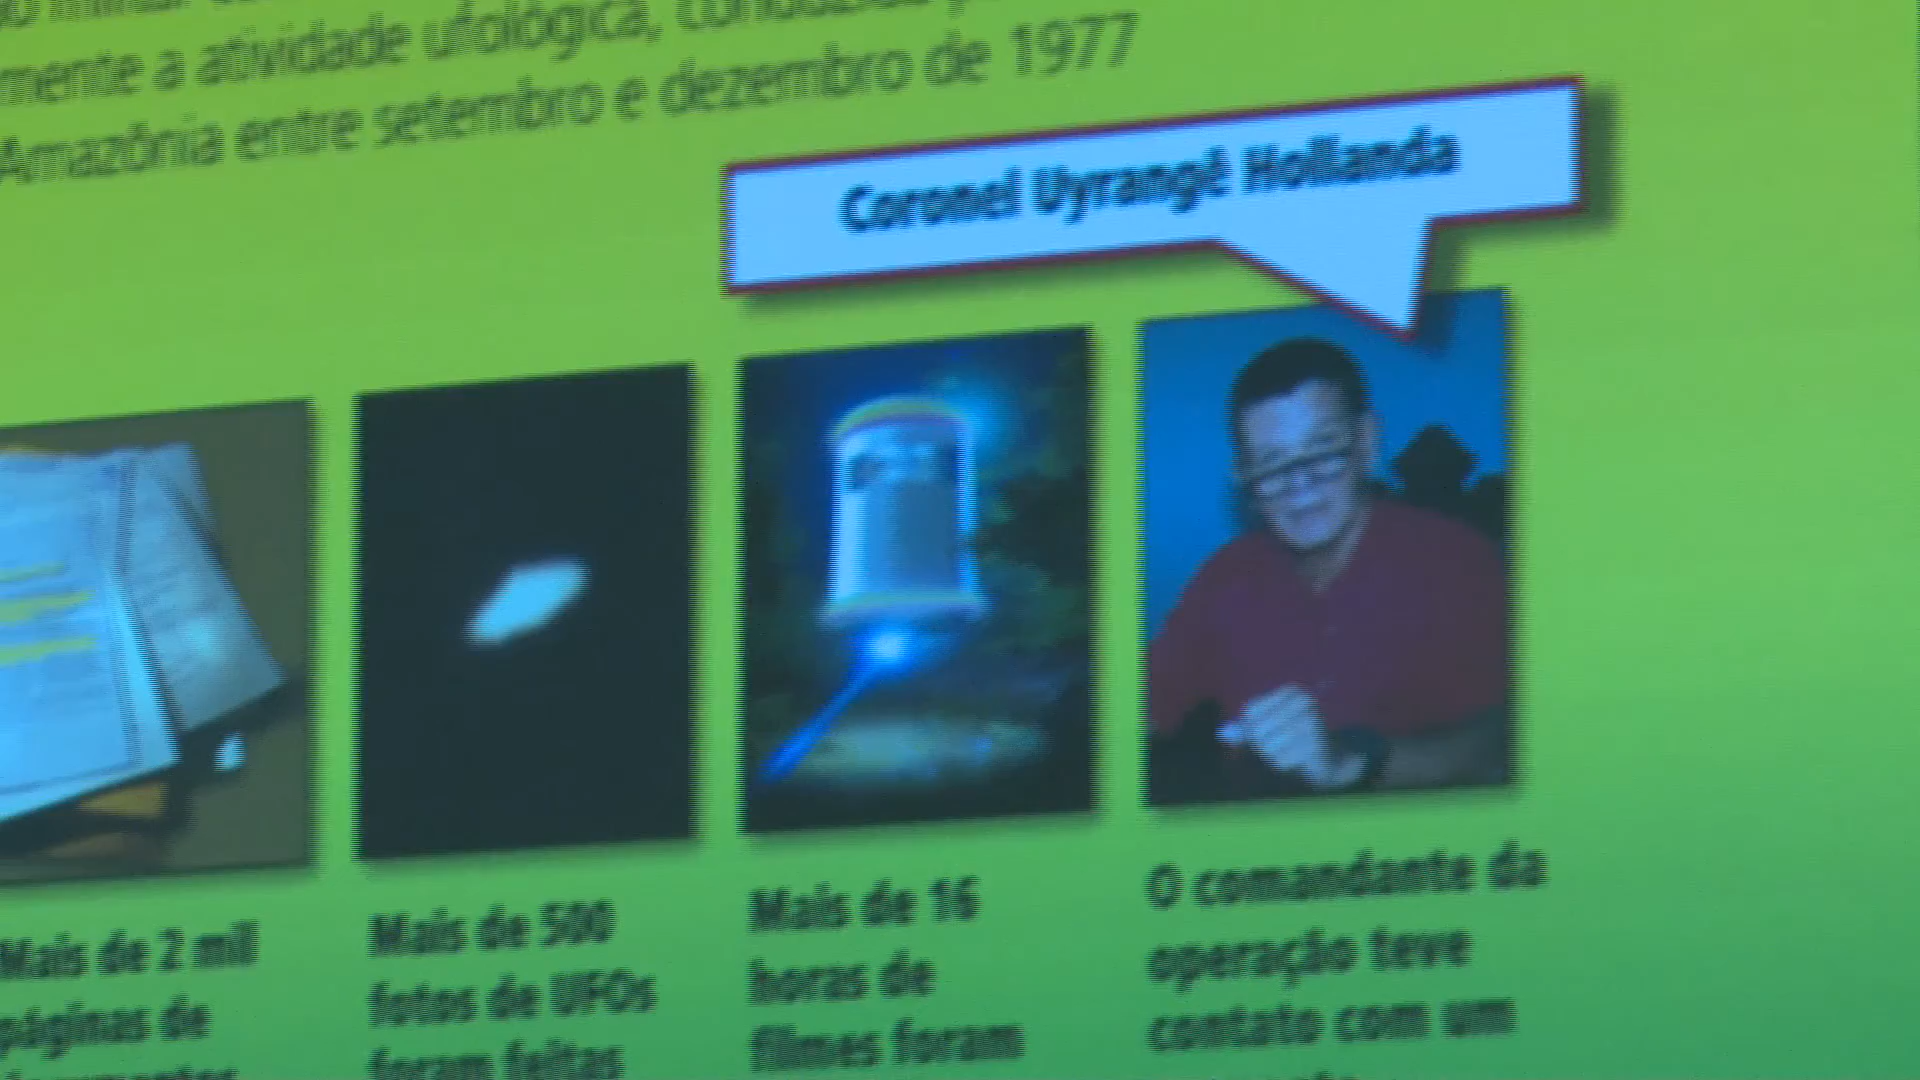 mente a atividade ufológica,
Amazônia entre setembro e dezembro de 1977
Coronel Uyrangê Hollanda
Mais de 2 mil
páginas de
Mais de 500
fotos de UFOs
foram feitas
Mais de 16
horas de
filmes foram
O comandante da
operação teve
contato com um